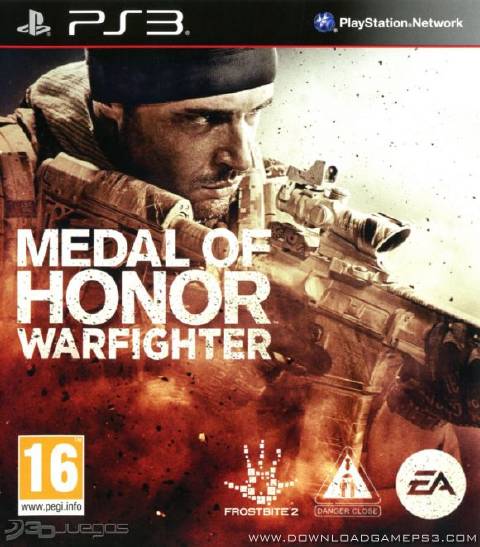 PS3
PlayStation®Network
MEDAL OF
HONOR
WARFIGHTER
16
www.pegi.info
FROSTBITE 2
DANGER CLOSE
EA
3DJuegos
WWW.DOWNLOADGAMEPS3.COM